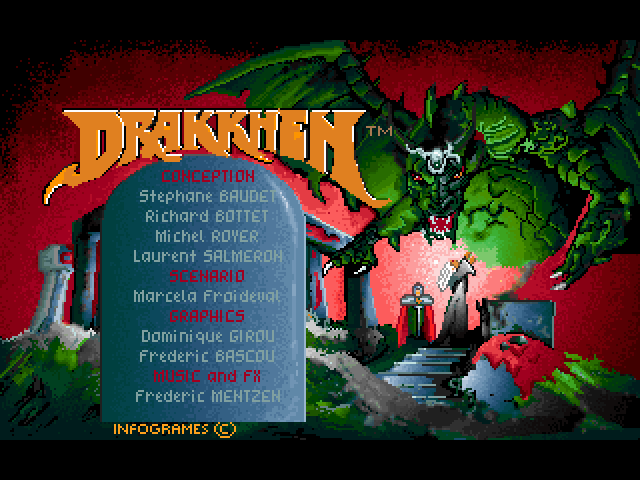 DRAKKHEN™
CONCEPTION
Stephane BAUDET
Richard BOTTET
Michel ROYER
Laurent SALMERON
SCENARIO
Marcela Froideval
GRAPHICS
Dominique GIROU
Frederic BASCOU
MUSIC and FX
Frederic MENTZEN
INFOGRAMES ©